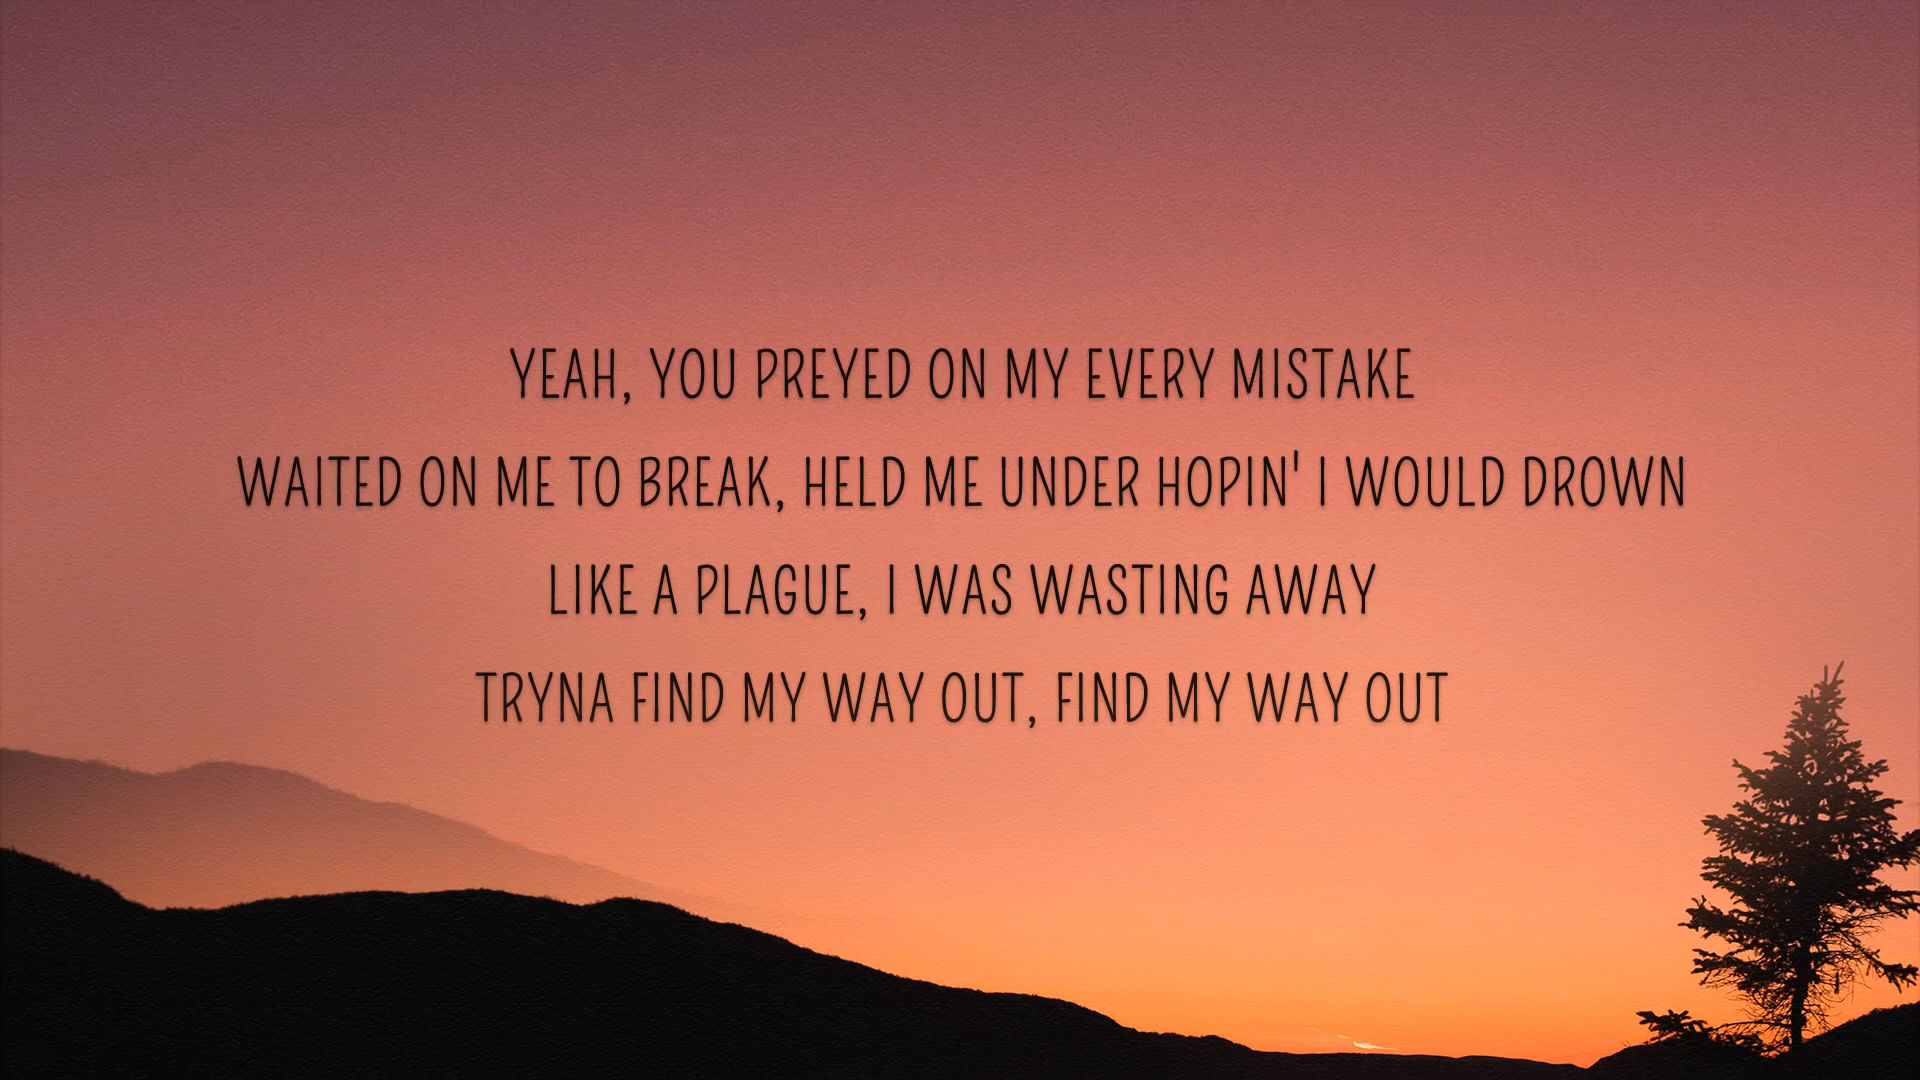 YEAH, YOU PREYED ON MY EVERY MISTAKE
WAITED ON ME TO BREAK, HELD ME UNDER HOPIN' I WOULD DROWN
LIKE A PLAGUE, I WAS WASTING AWAY
TRYNA FIND MY WAY OUT, FIND MY WAY OUT